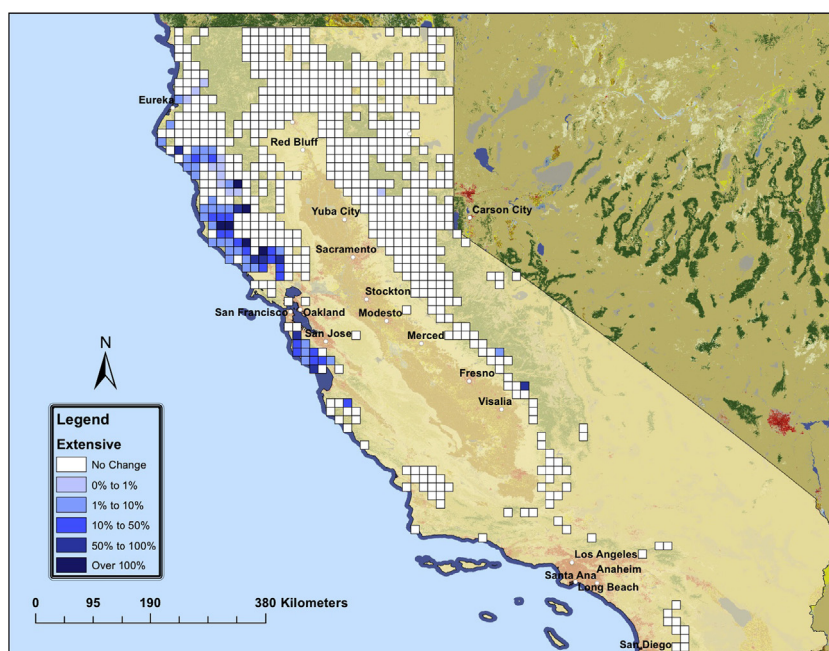 Eureka
Red Bluff
Yuba City
Carson City
Sacramento
Stockton
San Francisco
Oakland
Modesto
San Jose
Merced
N
Fresno
Visalia
Legend
Extensive
No Change
0% to 1%
1% to 10%
10% to 50%
50% to 100%
Over 100%
Los Angeles
Anaheim
Santa Ana
Long Beach
0 95 190 380 Kilometers
San Diego